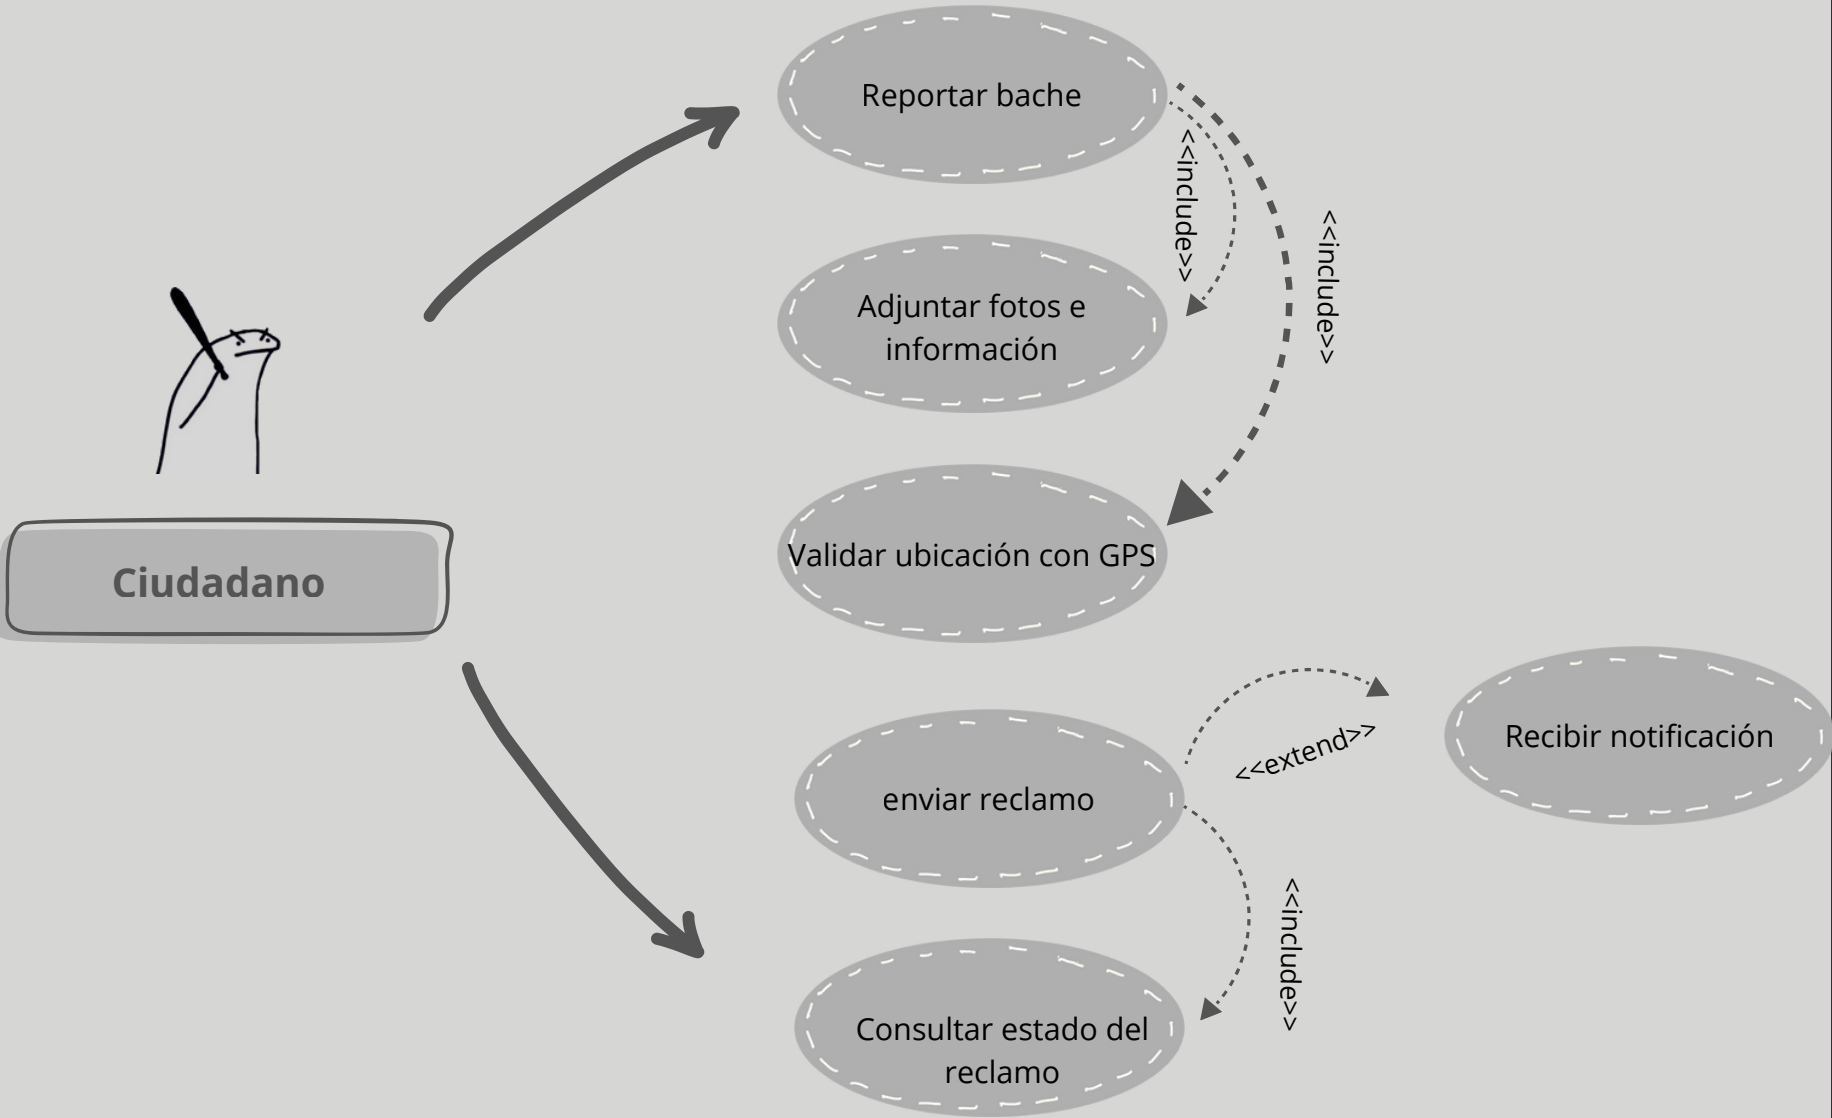 Reportar bache
<<include>>
<<include>>
Adjuntar fotos e
información
Validar ubicación con GPS
Ciudadano
Recibir notificación
<<extend>>
enviar reclamo
<<include>>
Consultar estado del
reclamo